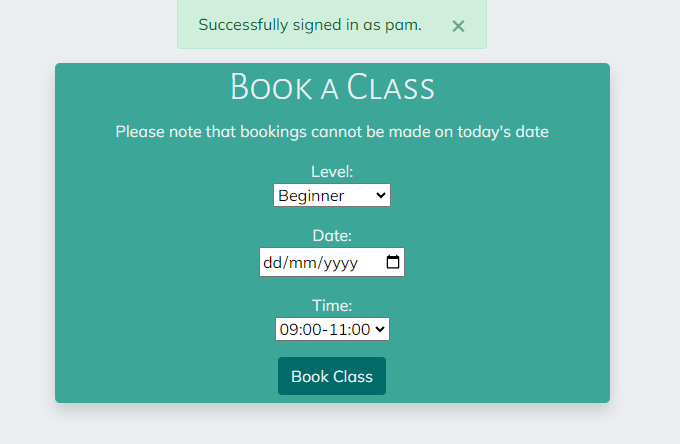 Successfully signed in as pam. ×
Book a Class
Please note that bookings cannot be made on today's date
Level:
Beginner
Date:
dd/mm/yyyy
Time:
09:00-11:00
Book Class